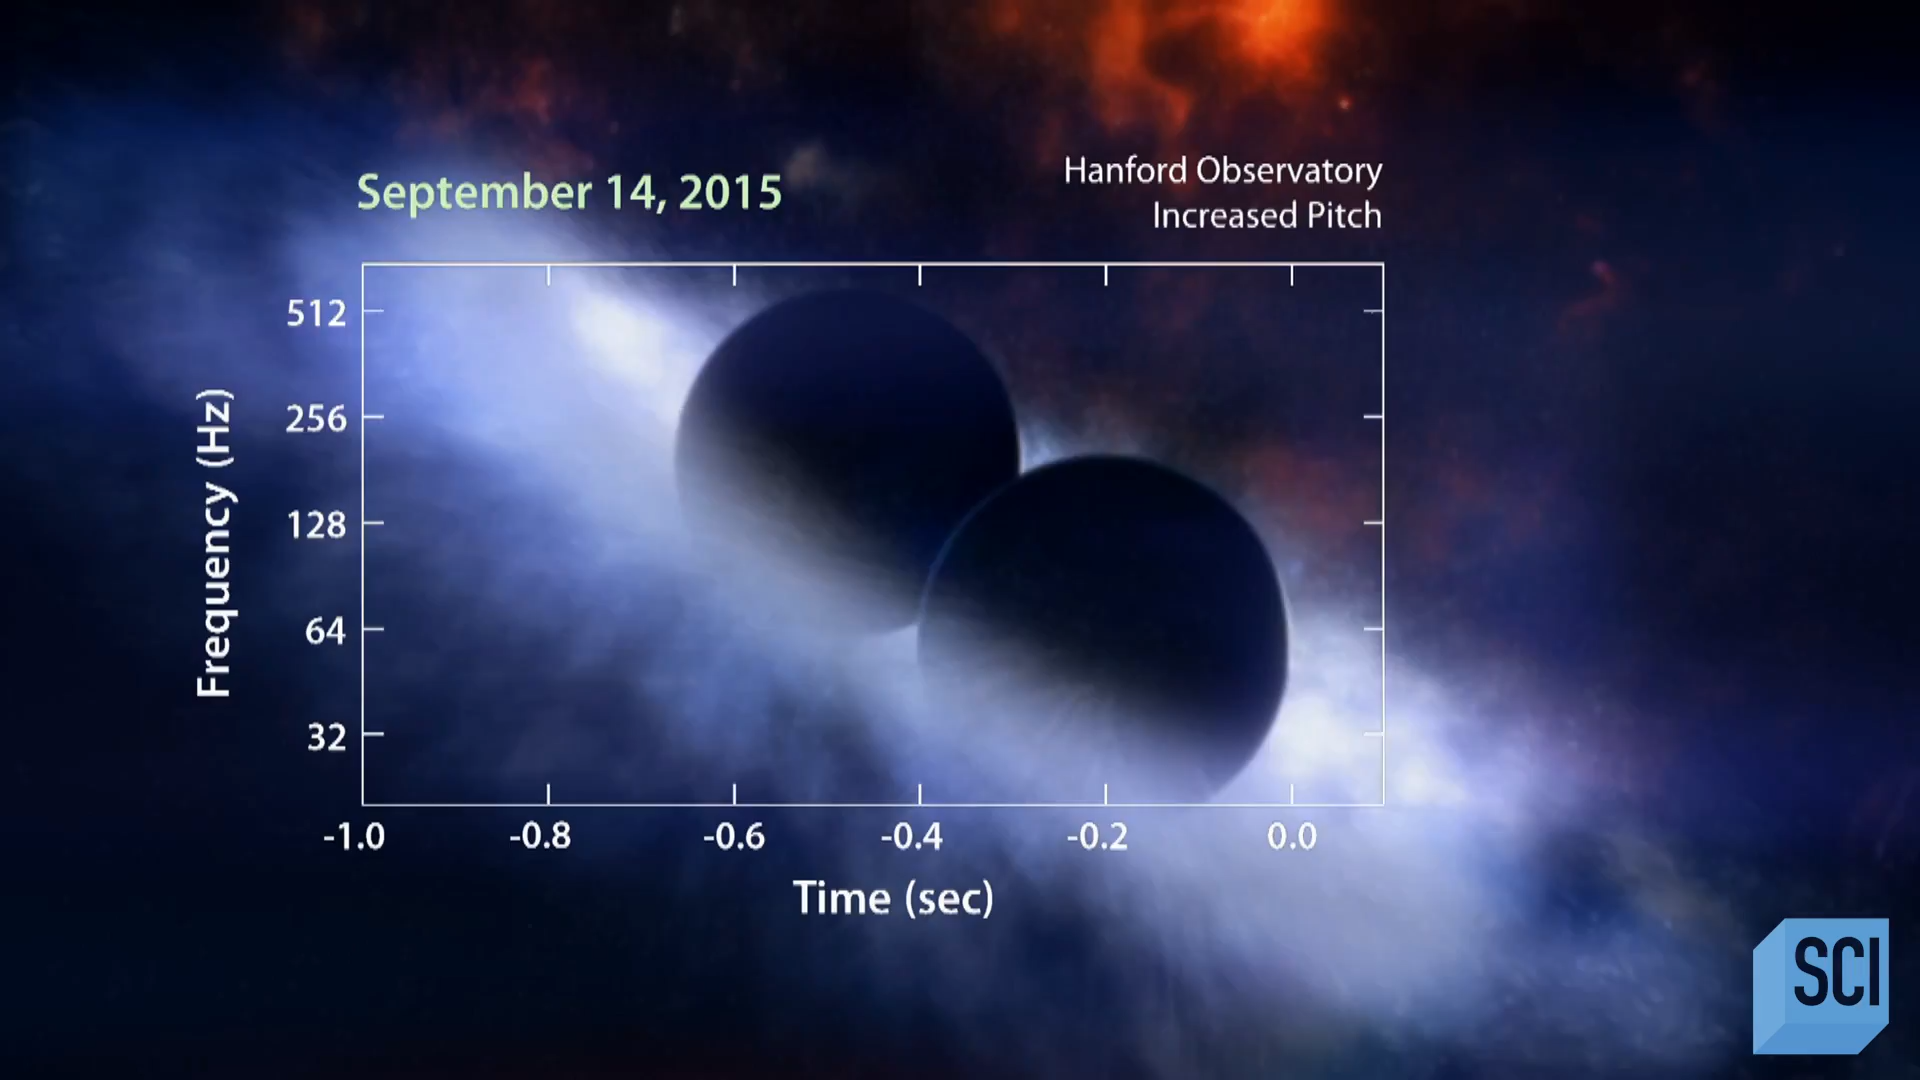 September 14, 2015
Hanford Observatory
Increased Pitch
Frequency (Hz)
512
256
128
64
32
-1.0 -0.8 -0.6 -0.4 -0.2 0.0
Time (sec)
SCI